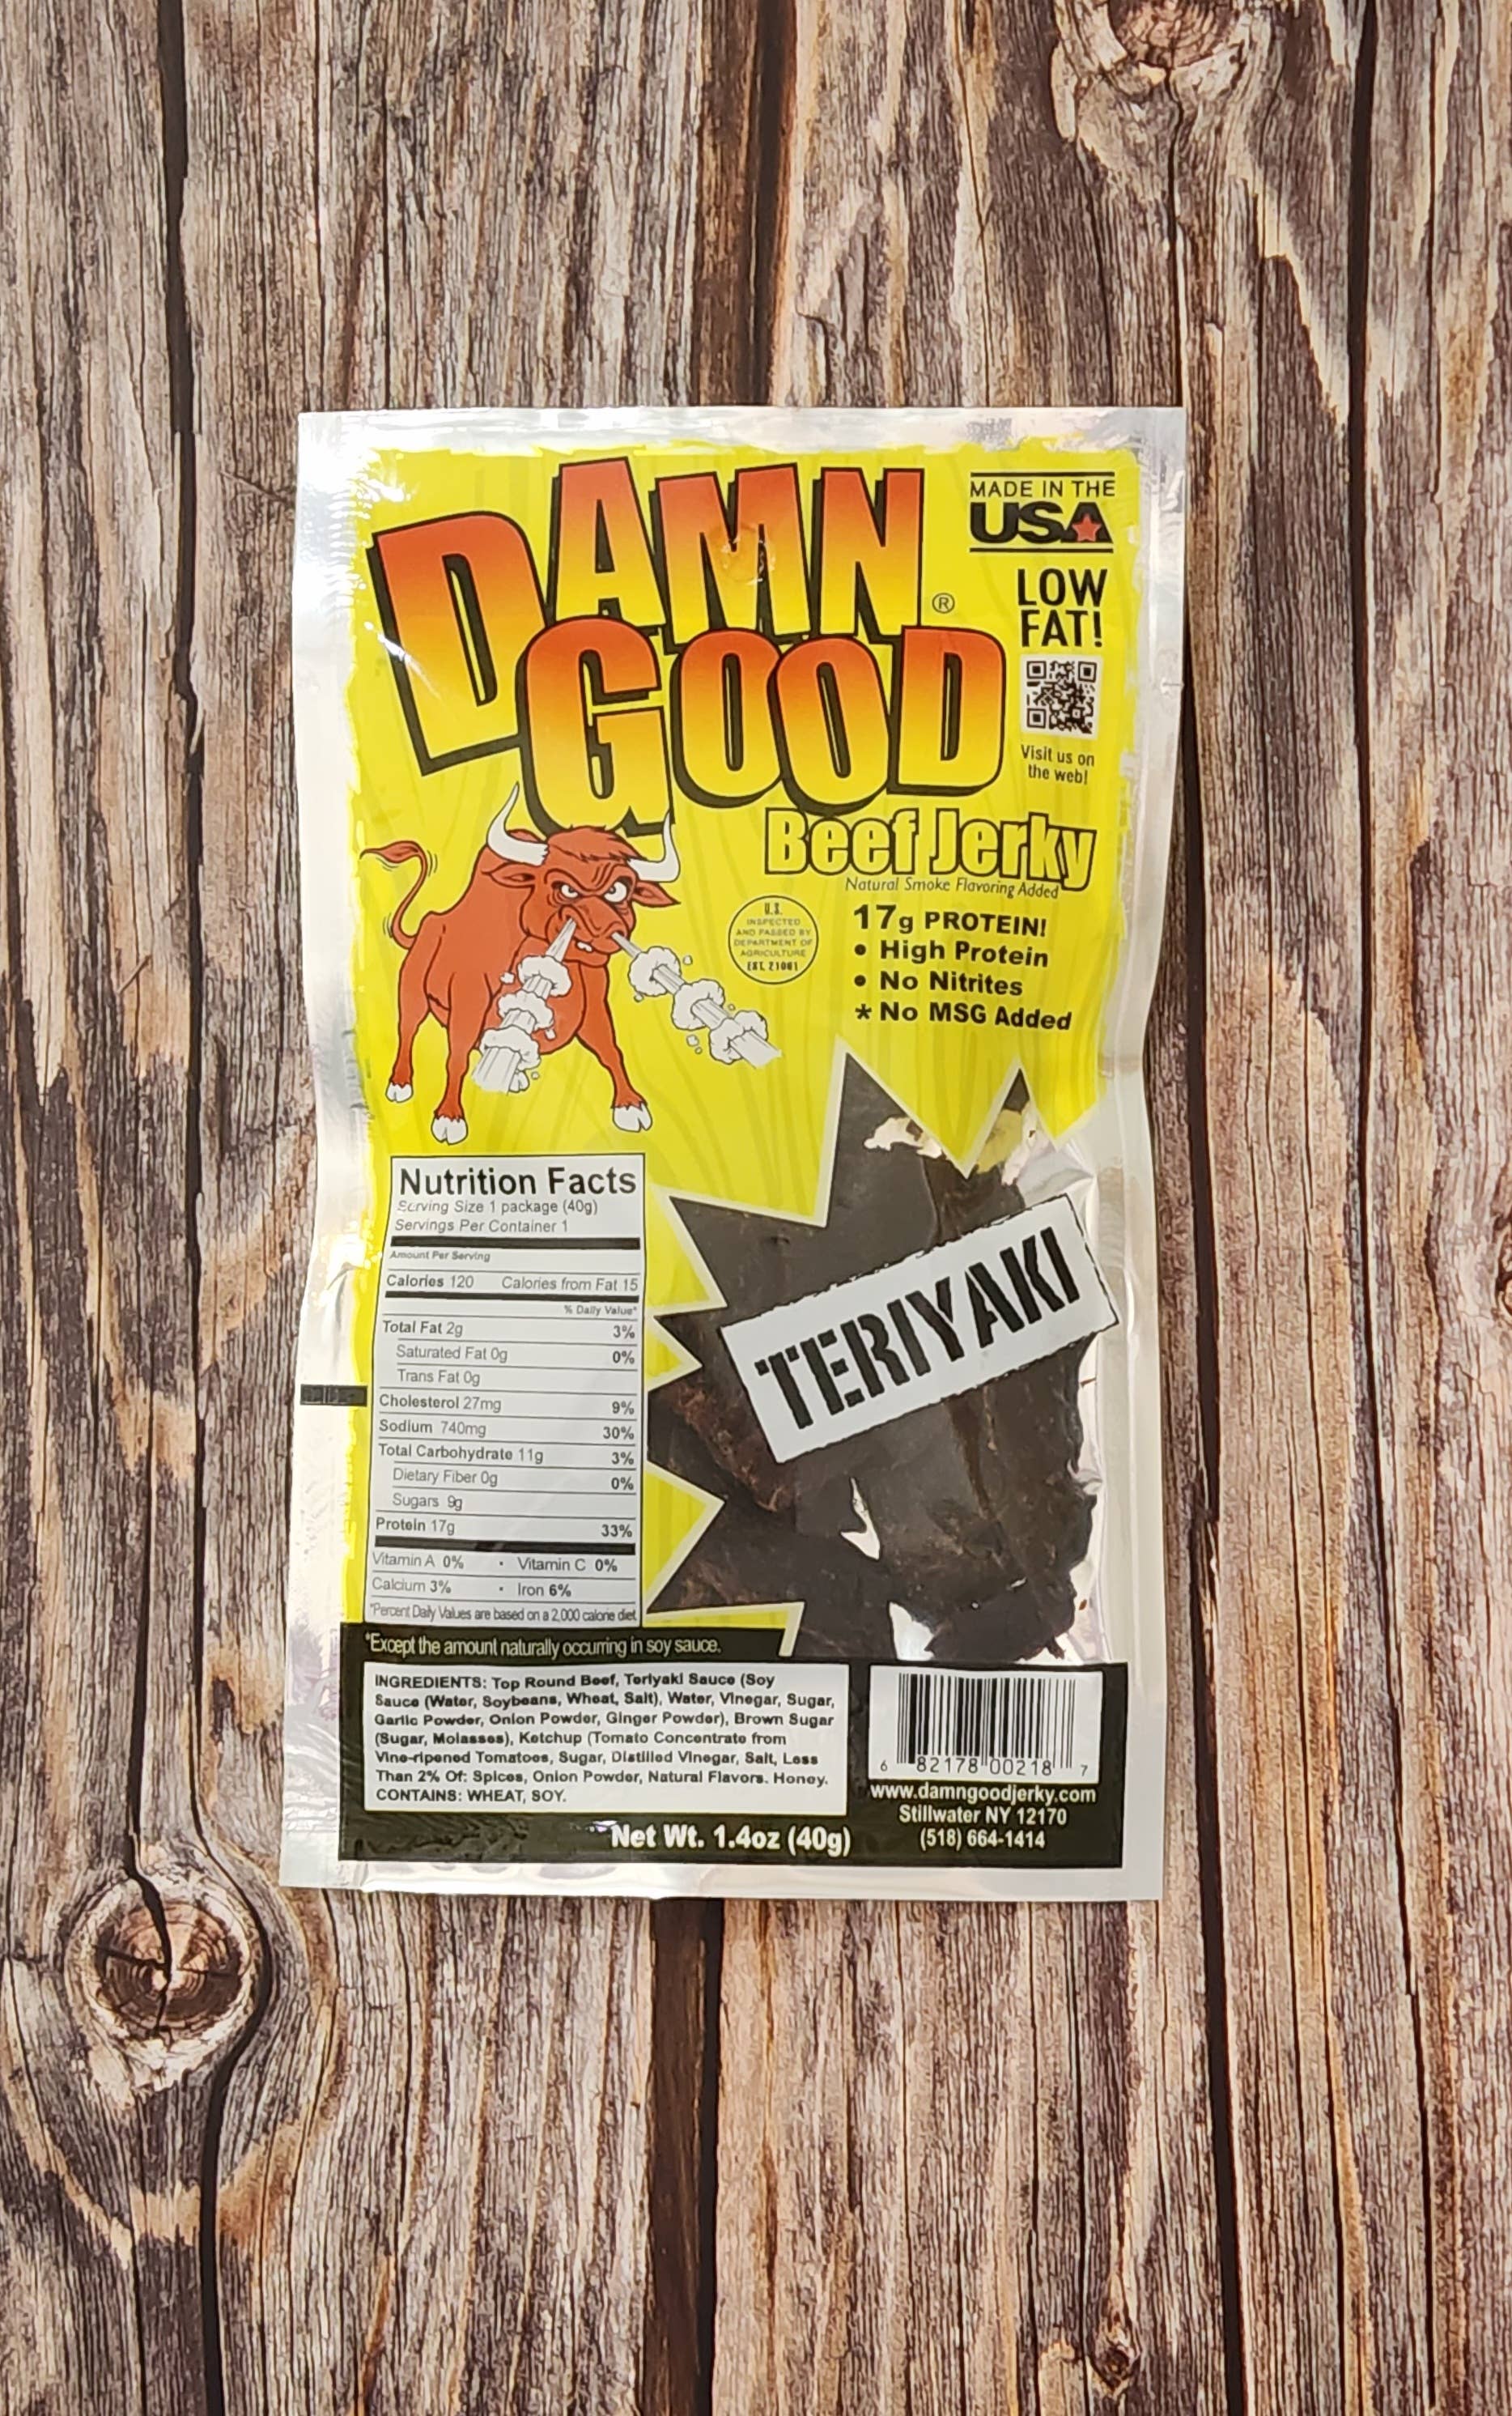 DAMN
GOOD®
Beef Jerky
Natural Smoke Flavoring Added
MADE IN THE
USA
LOW
FAT!
Visit us on
the web!
U.S.
INSPECTED
AND PASSED BY
DEPARTMENT OF
AGRICULTURE
EST. 21061
17g PROTEIN!
• High Protein
• No Nitrites
* No MSG Added
TERIYAKI
Nutrition Facts
Serving Size 1 package (40g)
Servings Per Container 1
Amount Per Serving
Calories 120 Calories from Fat 15
% Daily Value*
Total Fat 2g 3%
Saturated Fat 0g 0%
Trans Fat 0g
Cholesterol 27mg 9%
Sodium 740mg 30%
Total Carbohydrate 11g 3%
Dietary Fiber 0g 0%
Sugars 9g
Protein 17g 33%
Vitamin A 0% • Vitamin C 0%
Calcium 3% • Iron 6%
*Percent Daily Values are based on a 2,000 calorie diet
*Except the amount naturally occurring in soy sauce.
INGREDIENTS: Top Round Beef, Teriyaki Sauce (Soy
Sauce (Water, Soybeans, Wheat, Salt), Water, Vinegar, Sugar,
Garlic Powder, Onion Powder, Ginger Powder), Brown Sugar
(Sugar, Molasses), Ketchup (Tomato Concentrate from
Vine-ripened Tomatoes, Sugar, Distilled Vinegar, Salt, Less
Than 2% Of: Spices, Onion Powder, Natural Flavors. Honey.
CONTAINS: WHEAT, SOY.
Net Wt. 1.4oz (40g)
6 82178 00218 7
www.damngoodjerky.com
Stillwater NY 12170
(518) 664-1414